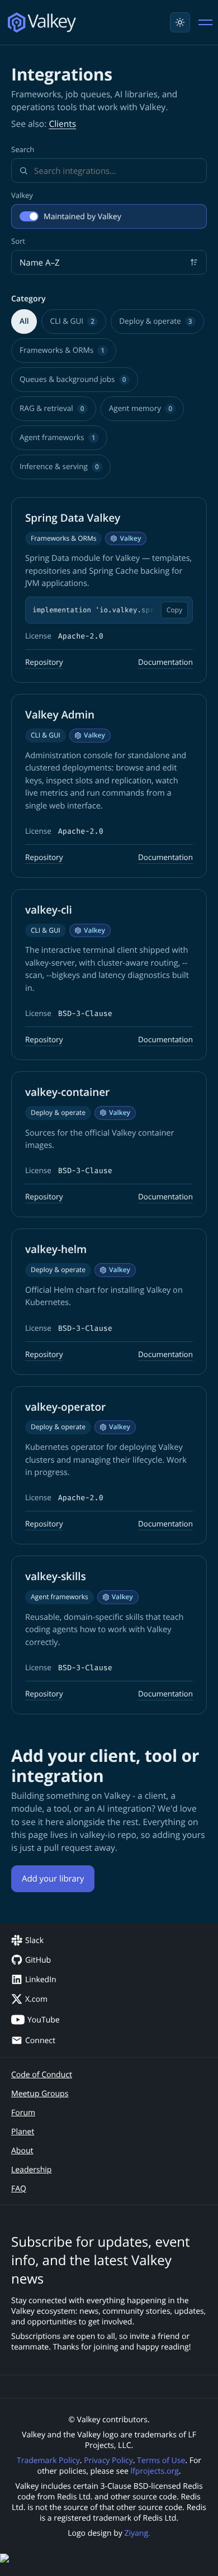 Valkey
Integrations
Frameworks, job queues, AI libraries, and
operations tools that work with Valkey.
See also: Clients
Search
Search integrations...
Valkey
Maintained by Valkey
Sort
Name A–Z
Category
All
CLI & GUI 2
Deploy & operate 3
Frameworks & ORMs 1
Queues & background jobs 0
RAG & retrieval 0
Agent memory 0
Agent frameworks 1
Inference & serving 0
Spring Data Valkey
Frameworks & ORMs
Valkey
Spring Data module for Valkey — templates,
repositories and Spring Cache backing for
JVM applications.
implementation 'io.valkey.spr
Copy
License Apache-2.0
Repository
Documentation
Valkey Admin
CLI & GUI
Valkey
Administration console for standalone and
clustered deployments: browse and edit
keys, inspect slots and replication, watch
live metrics and run commands from a
single web interface.
License Apache-2.0
Repository
Documentation
valkey-cli
CLI & GUI
Valkey
The interactive terminal client shipped with
valkey-server, with cluster-aware routing, --
scan, --bigkeys and latency diagnostics built
in.
License BSD-3-Clause
Repository
Documentation
valkey-container
Deploy & operate
Valkey
Sources for the official Valkey container
images.
License BSD-3-Clause
Repository
Documentation
valkey-helm
Deploy & operate
Valkey
Official Helm chart for installing Valkey on
Kubernetes.
License BSD-3-Clause
Repository
Documentation
valkey-operator
Deploy & operate
Valkey
Kubernetes operator for deploying Valkey
clusters and managing their lifecycle. Work
in progress.
License Apache-2.0
Repository
Documentation
valkey-skills
Agent frameworks
Valkey
Reusable, domain-specific skills that teach
coding agents how to work with Valkey
correctly.
License BSD-3-Clause
Repository
Documentation
Add your client, tool or
integration
Building something on Valkey - a client, a
module, a tool, or an AI integration? We'd love
to see it here alongside the rest. Everything on
this page lives in valkey-io repo, so adding yours
is just a pull request away.
Add your library
Slack
GitHub
LinkedIn
X.com
YouTube
Connect
Code of Conduct
Meetup Groups
Forum
Planet
About
Leadership
FAQ
Subscribe for updates, event
info, and the latest Valkey
news
Stay connected with everything happening in the
Valkey ecosystem: news, community stories, updates,
and opportunities to get involved.
Subscriptions are open to all, so invite a friend or
teammate. Thanks for joining and happy reading!
© Valkey contributors.
Valkey and the Valkey logo are trademarks of LF
Projects, LLC.
Trademark Policy. Privacy Policy. Terms of Use. For
other policies, please see lfprojects.org.
Valkey includes certain 3-Clause BSD-licensed Redis
code from Redis Ltd. and other source code. Redis
Ltd. is not the source of that other source code. Redis
is a registered trademark of Redis Ltd.
Logo design by Ziyang.